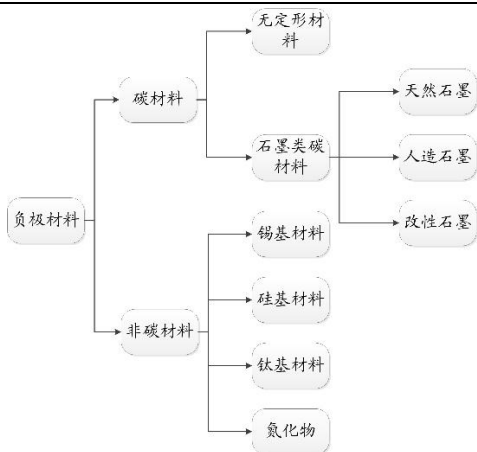 无定形材
料
碳材料
天然石墨
石墨类碳
材料
人造石墨
改性石墨
负极材料
锡基材料
硅基材料
非碳材料
钛基材料
氮化物